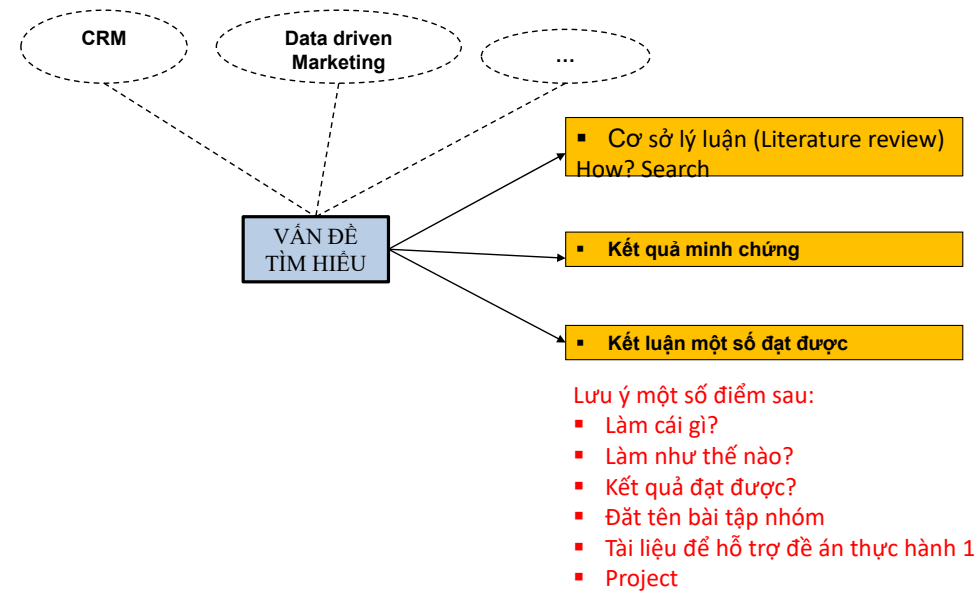 CRM
Data driven
Marketing
...
▪ Cơ sở lý luận (Literature review)
How? Search
VẤN ĐỀ
TÌM HIỂU
▪ Kết quả minh chứng
▪ Kết luận một số đạt được
Lưu ý một số điểm sau:
▪ Làm cái gì?
▪ Làm như thế nào?
▪ Kết quả đạt được?
▪ Đăt tên bài tập nhóm
▪ Tài liệu để hỗ trợ đề án thực hành 1
▪ Project